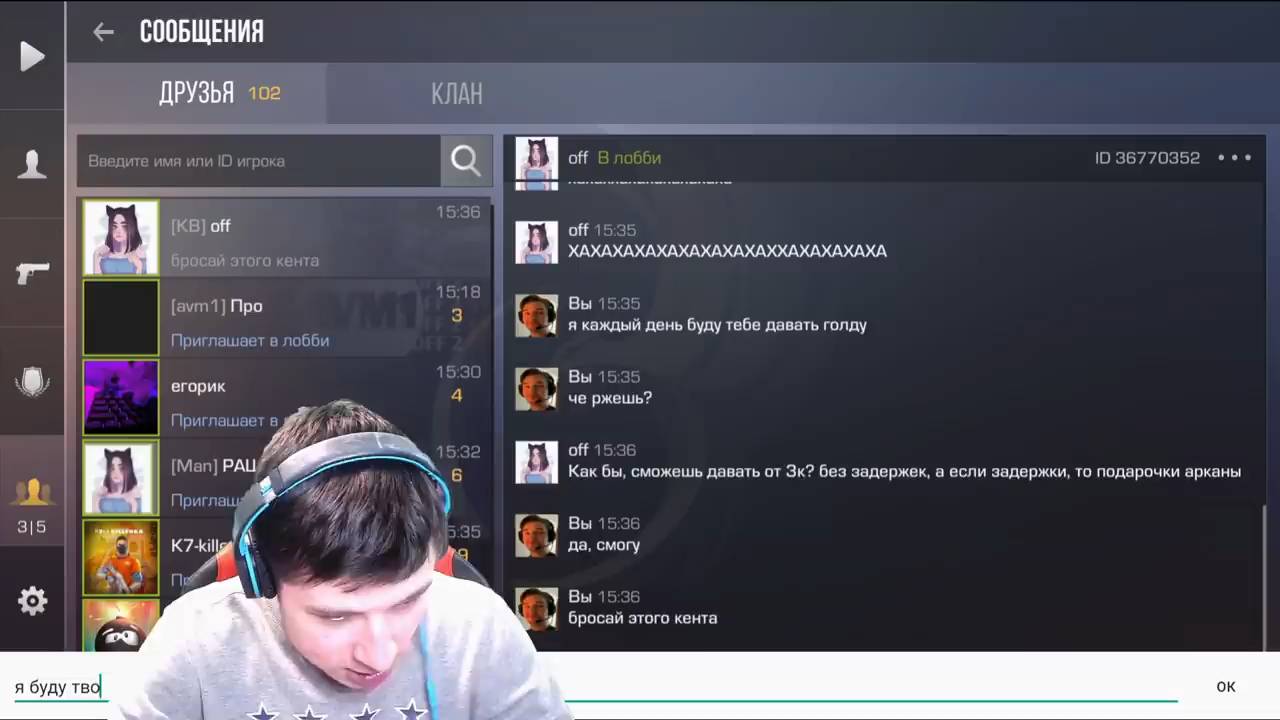 СООБЩЕНИЯ
ДРУЗЬЯ 102
КЛАН
Введите имя или ID игрока
off В лобби
ID 36770352
[KB] off
15:36
бросай этого кента
[avm1] Про
15:18
3
Приглашает в лобби
егорик
15:30
4
Приглашает в
[Man] РАЦ
15:32
6
K7-kills
Вы 15:35
я каждый день буду тебе давать голду
off 15:35
ХАХАХАХАХАХАХАХАХАХХАХАХАХАХА
Вы 15:35
че ржешь?
off 15:36
Как бы, сможешь давать от 3к? без задержек, а если задержки, то подарочки арканы
Вы 15:36
да, смогу
Вы 15:36
бросай этого кента
3|5
я буду тво
ОК